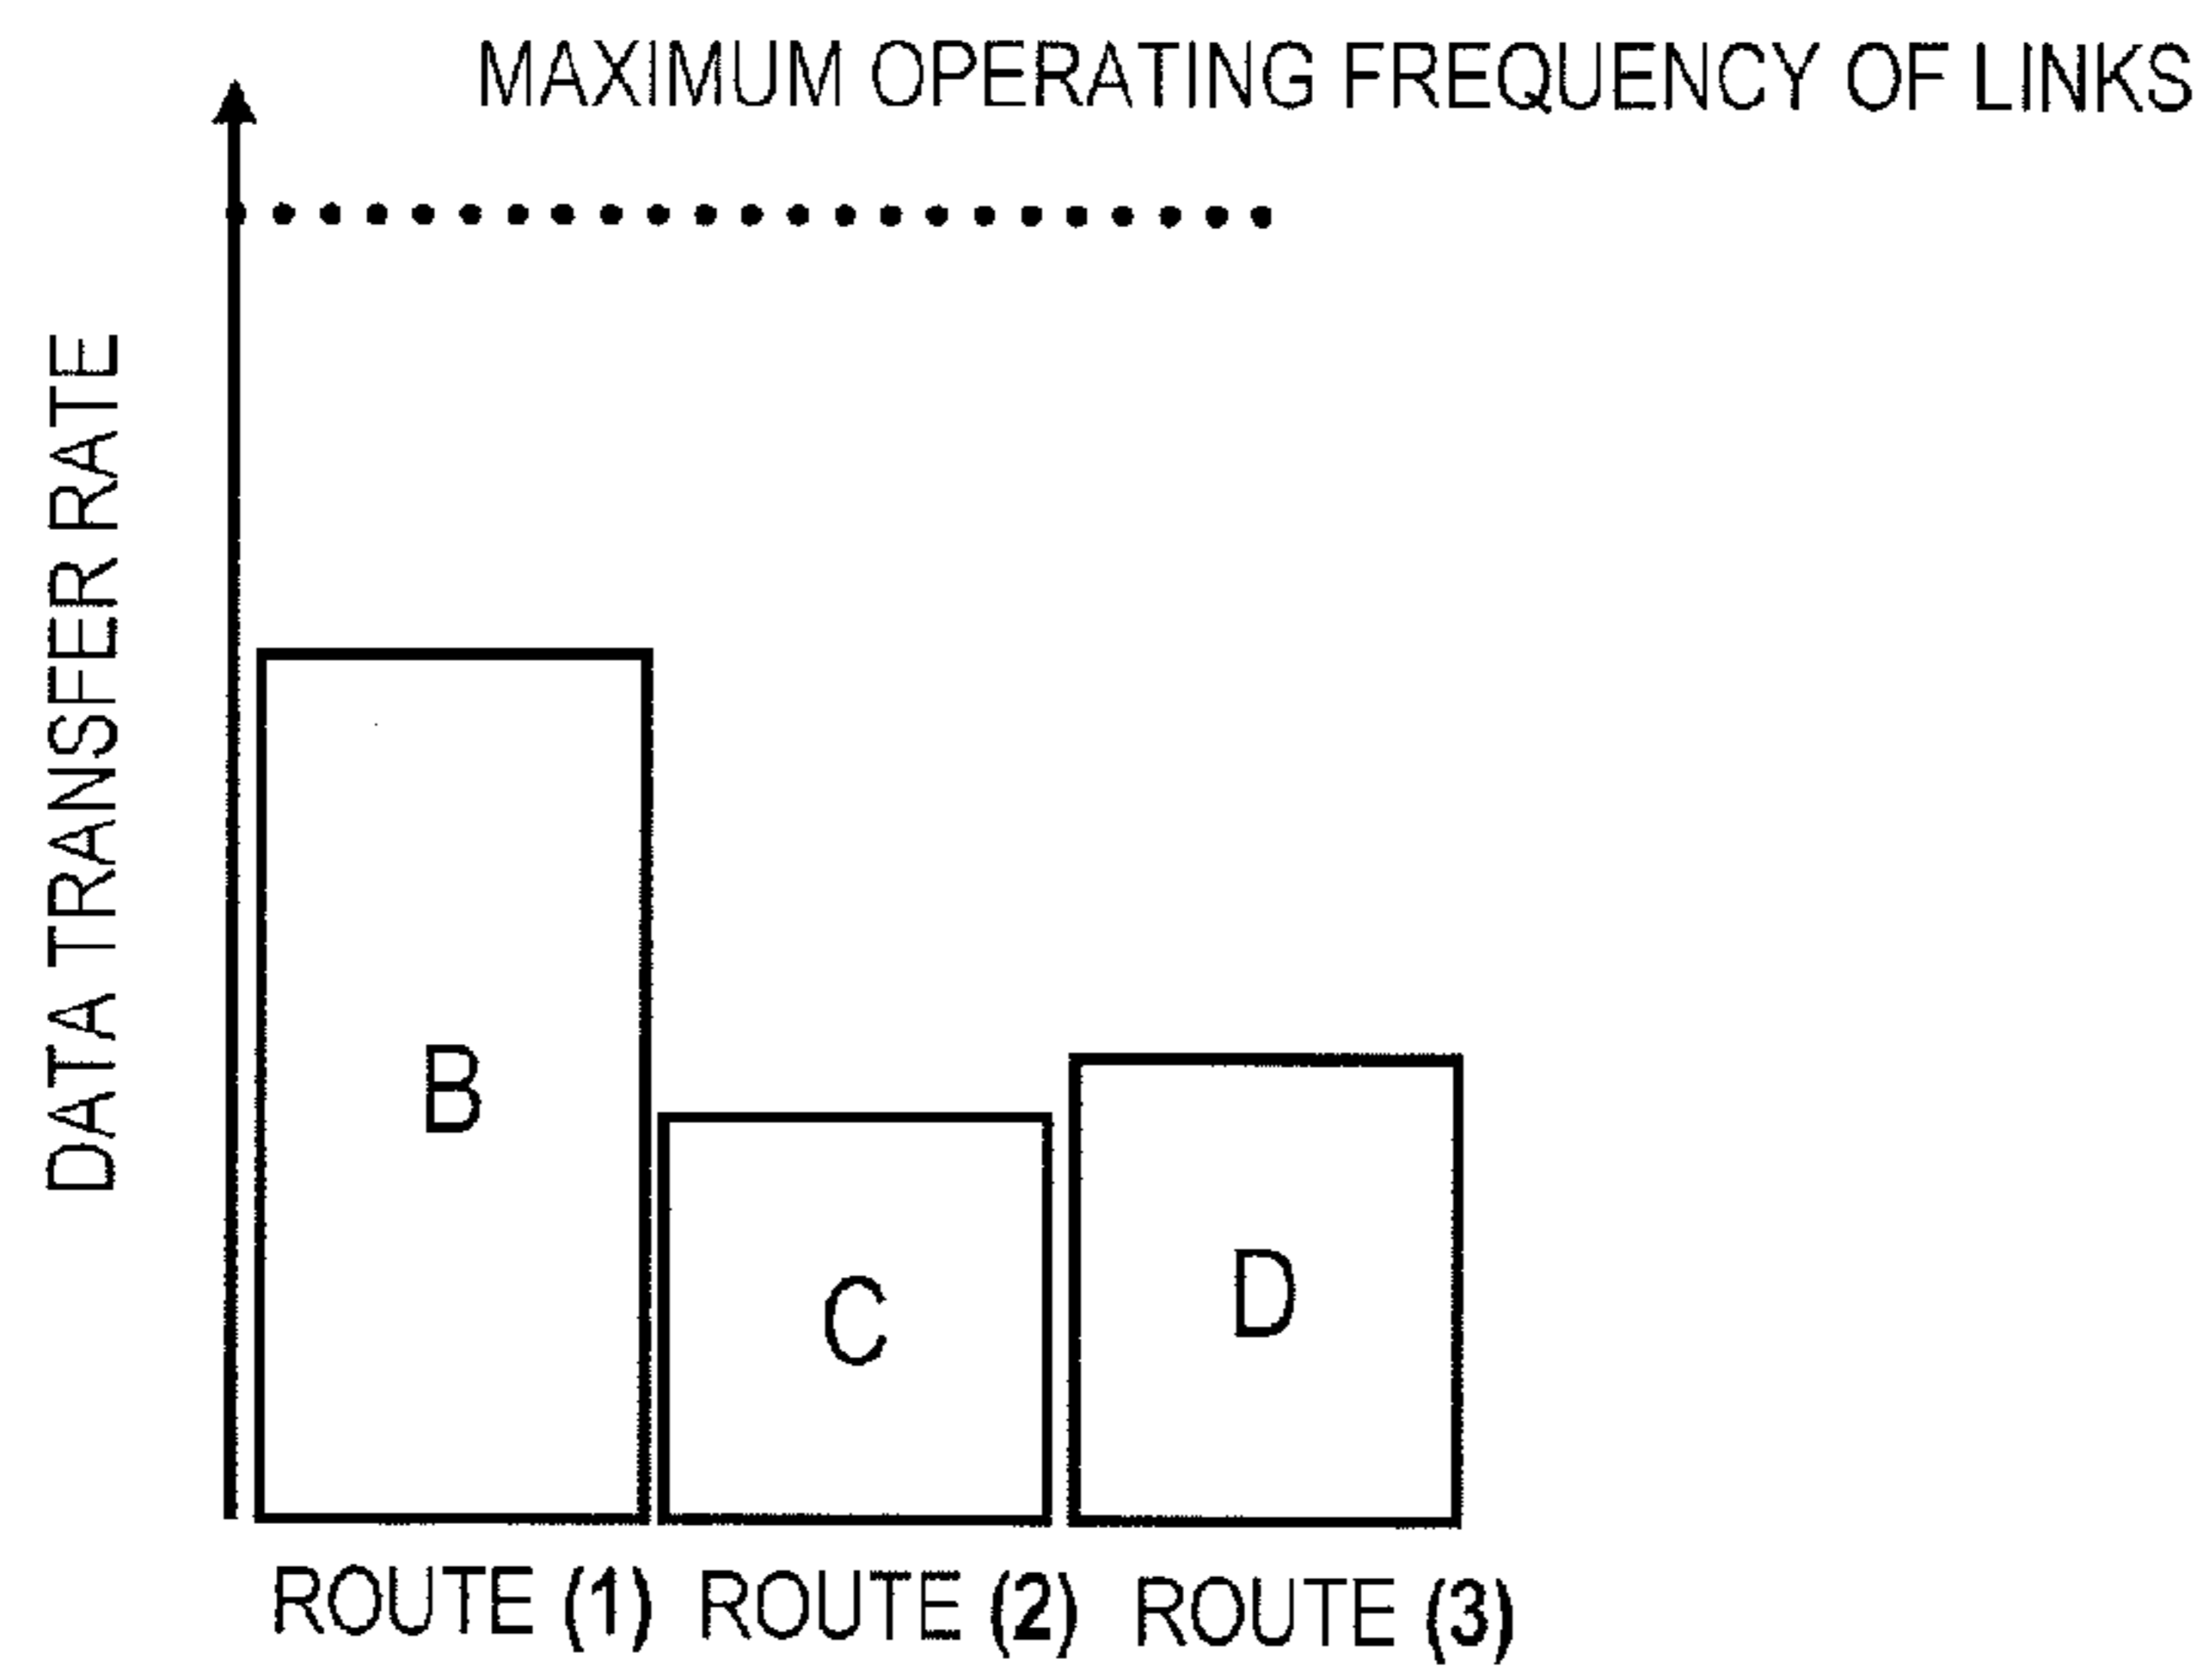 MAXIMUM OPERATING FREQUENCY OF LINKS
DATA TRANSFER RATE
B
C
D
ROUTE (1) ROUTE (2) ROUTE (3)